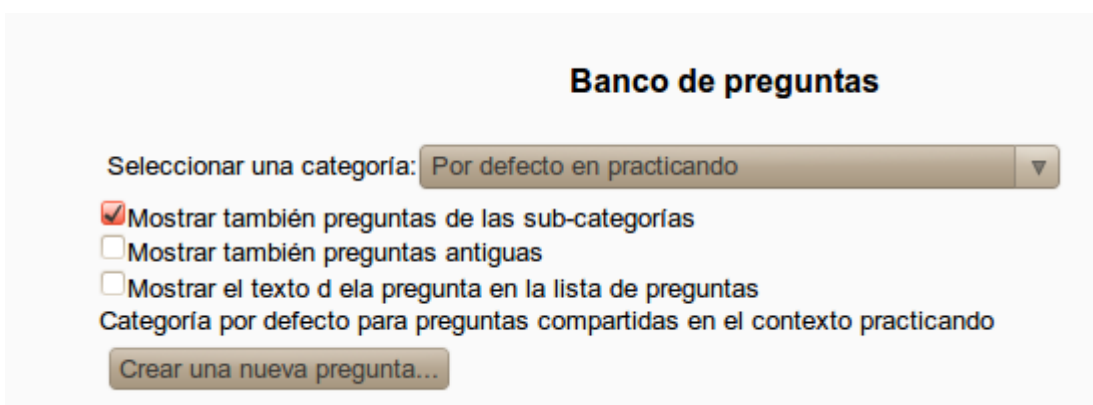 Banco de preguntas
Seleccionar una categoría: Por defecto en practicando
Mostrar también preguntas de las sub-categorías
Mostrar también preguntas antiguas
Mostrar el texto d ela pregunta en la lista de preguntas
Categoría por defecto para preguntas compartidas en el contexto practicando
Crear una nueva pregunta...